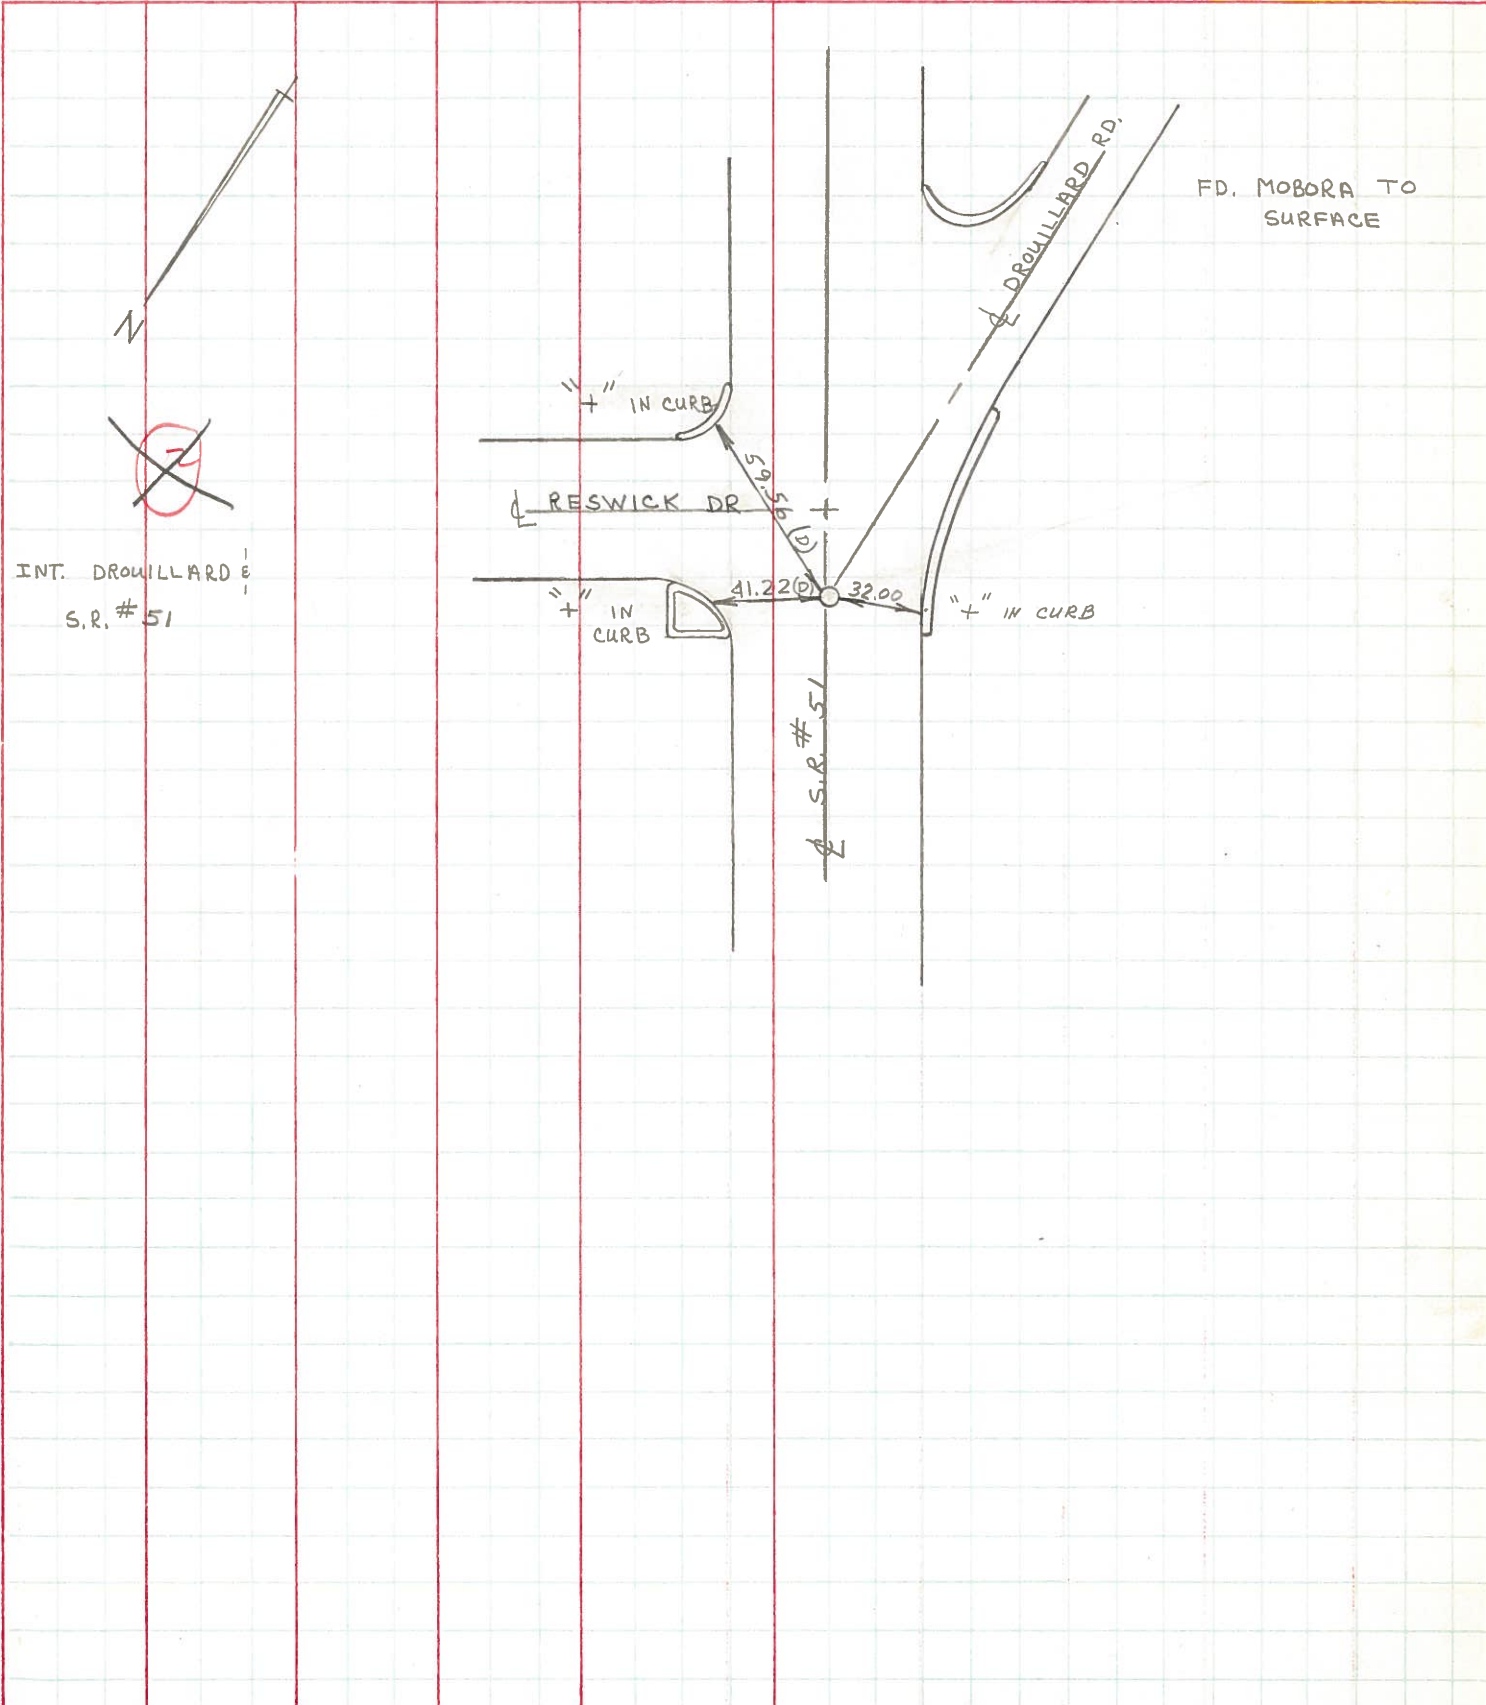 N
2
INT. DROUILLARD &
S.R. # 51
FD. MOBORA TO
SURFACE
℄ DROUILLARD RD.
"+" IN CURB
59.56 (D)
℄ RESWICK DR
41.22(D)
32.00
"+" IN
CURB
"+" IN CURB
℄ S.R. # 51